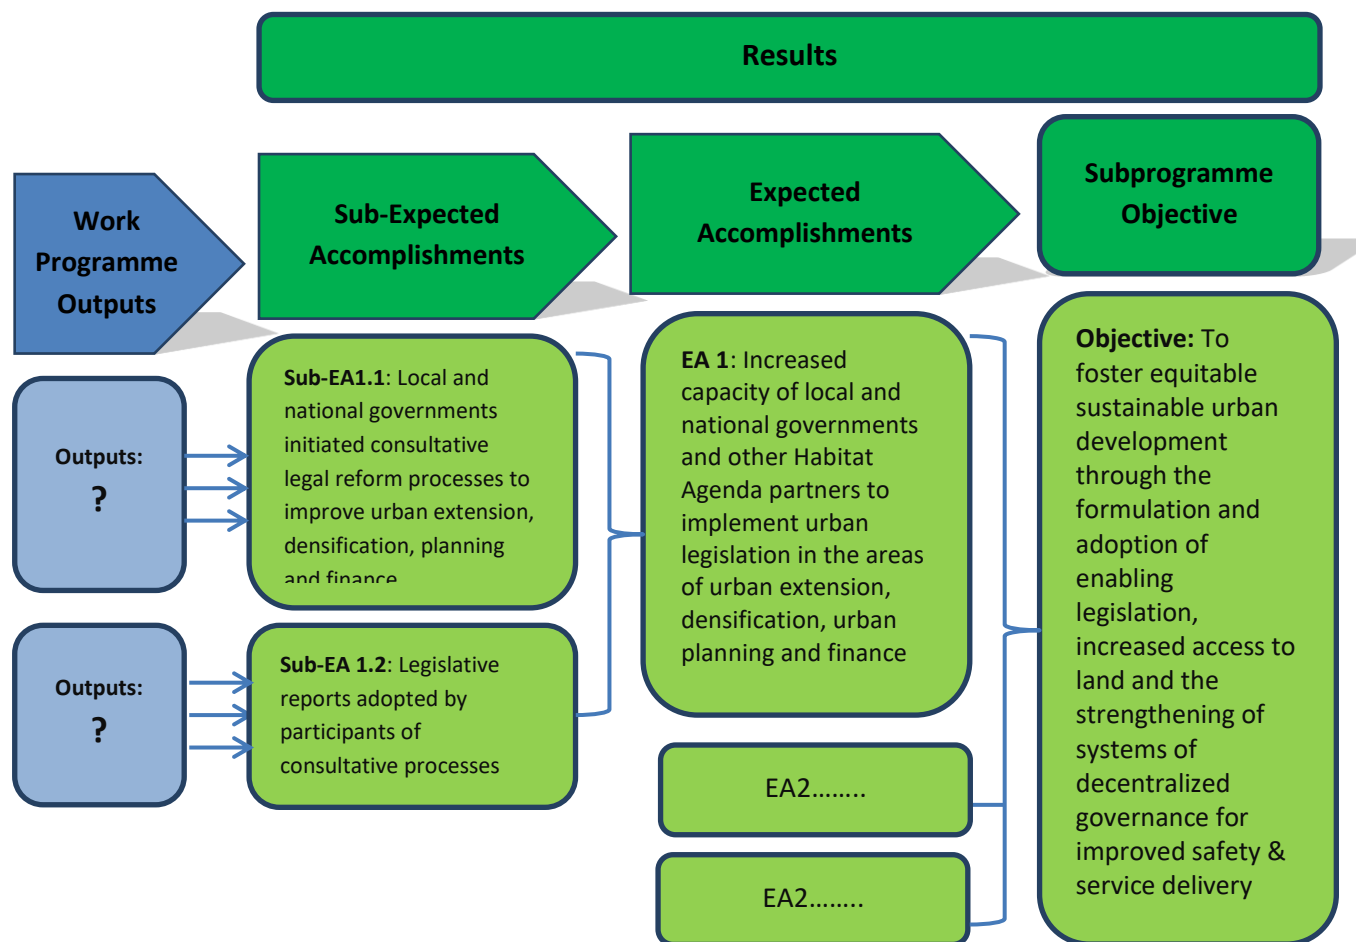 Results
Work
Programme
Outputs
Sub-Expected
Accomplishments
Expected
Accomplishments
Subprogramme
Objective
Outputs:
?
Sub-EA1.1: Local and
national governments
initiated consultative
legal reform processes to
improve urban extension,
densification, planning
and finance
Outputs:
?
Sub-EA 1.2: Legislative
reports adopted by
participants of
consultative processes
EA 1: Increased
capacity of local and
national governments
and other Habitat
Agenda partners to
implement urban
legislation in the areas
of urban extension,
densification, urban
planning and finance
EA2……..
EA2……..
Objective: To
foster equitable
sustainable urban
development
through the
formulation and
adoption of
enabling
legislation,
increased access to
land and the
strengthening of
systems of
decentralized
governance for
improved safety &
service delivery